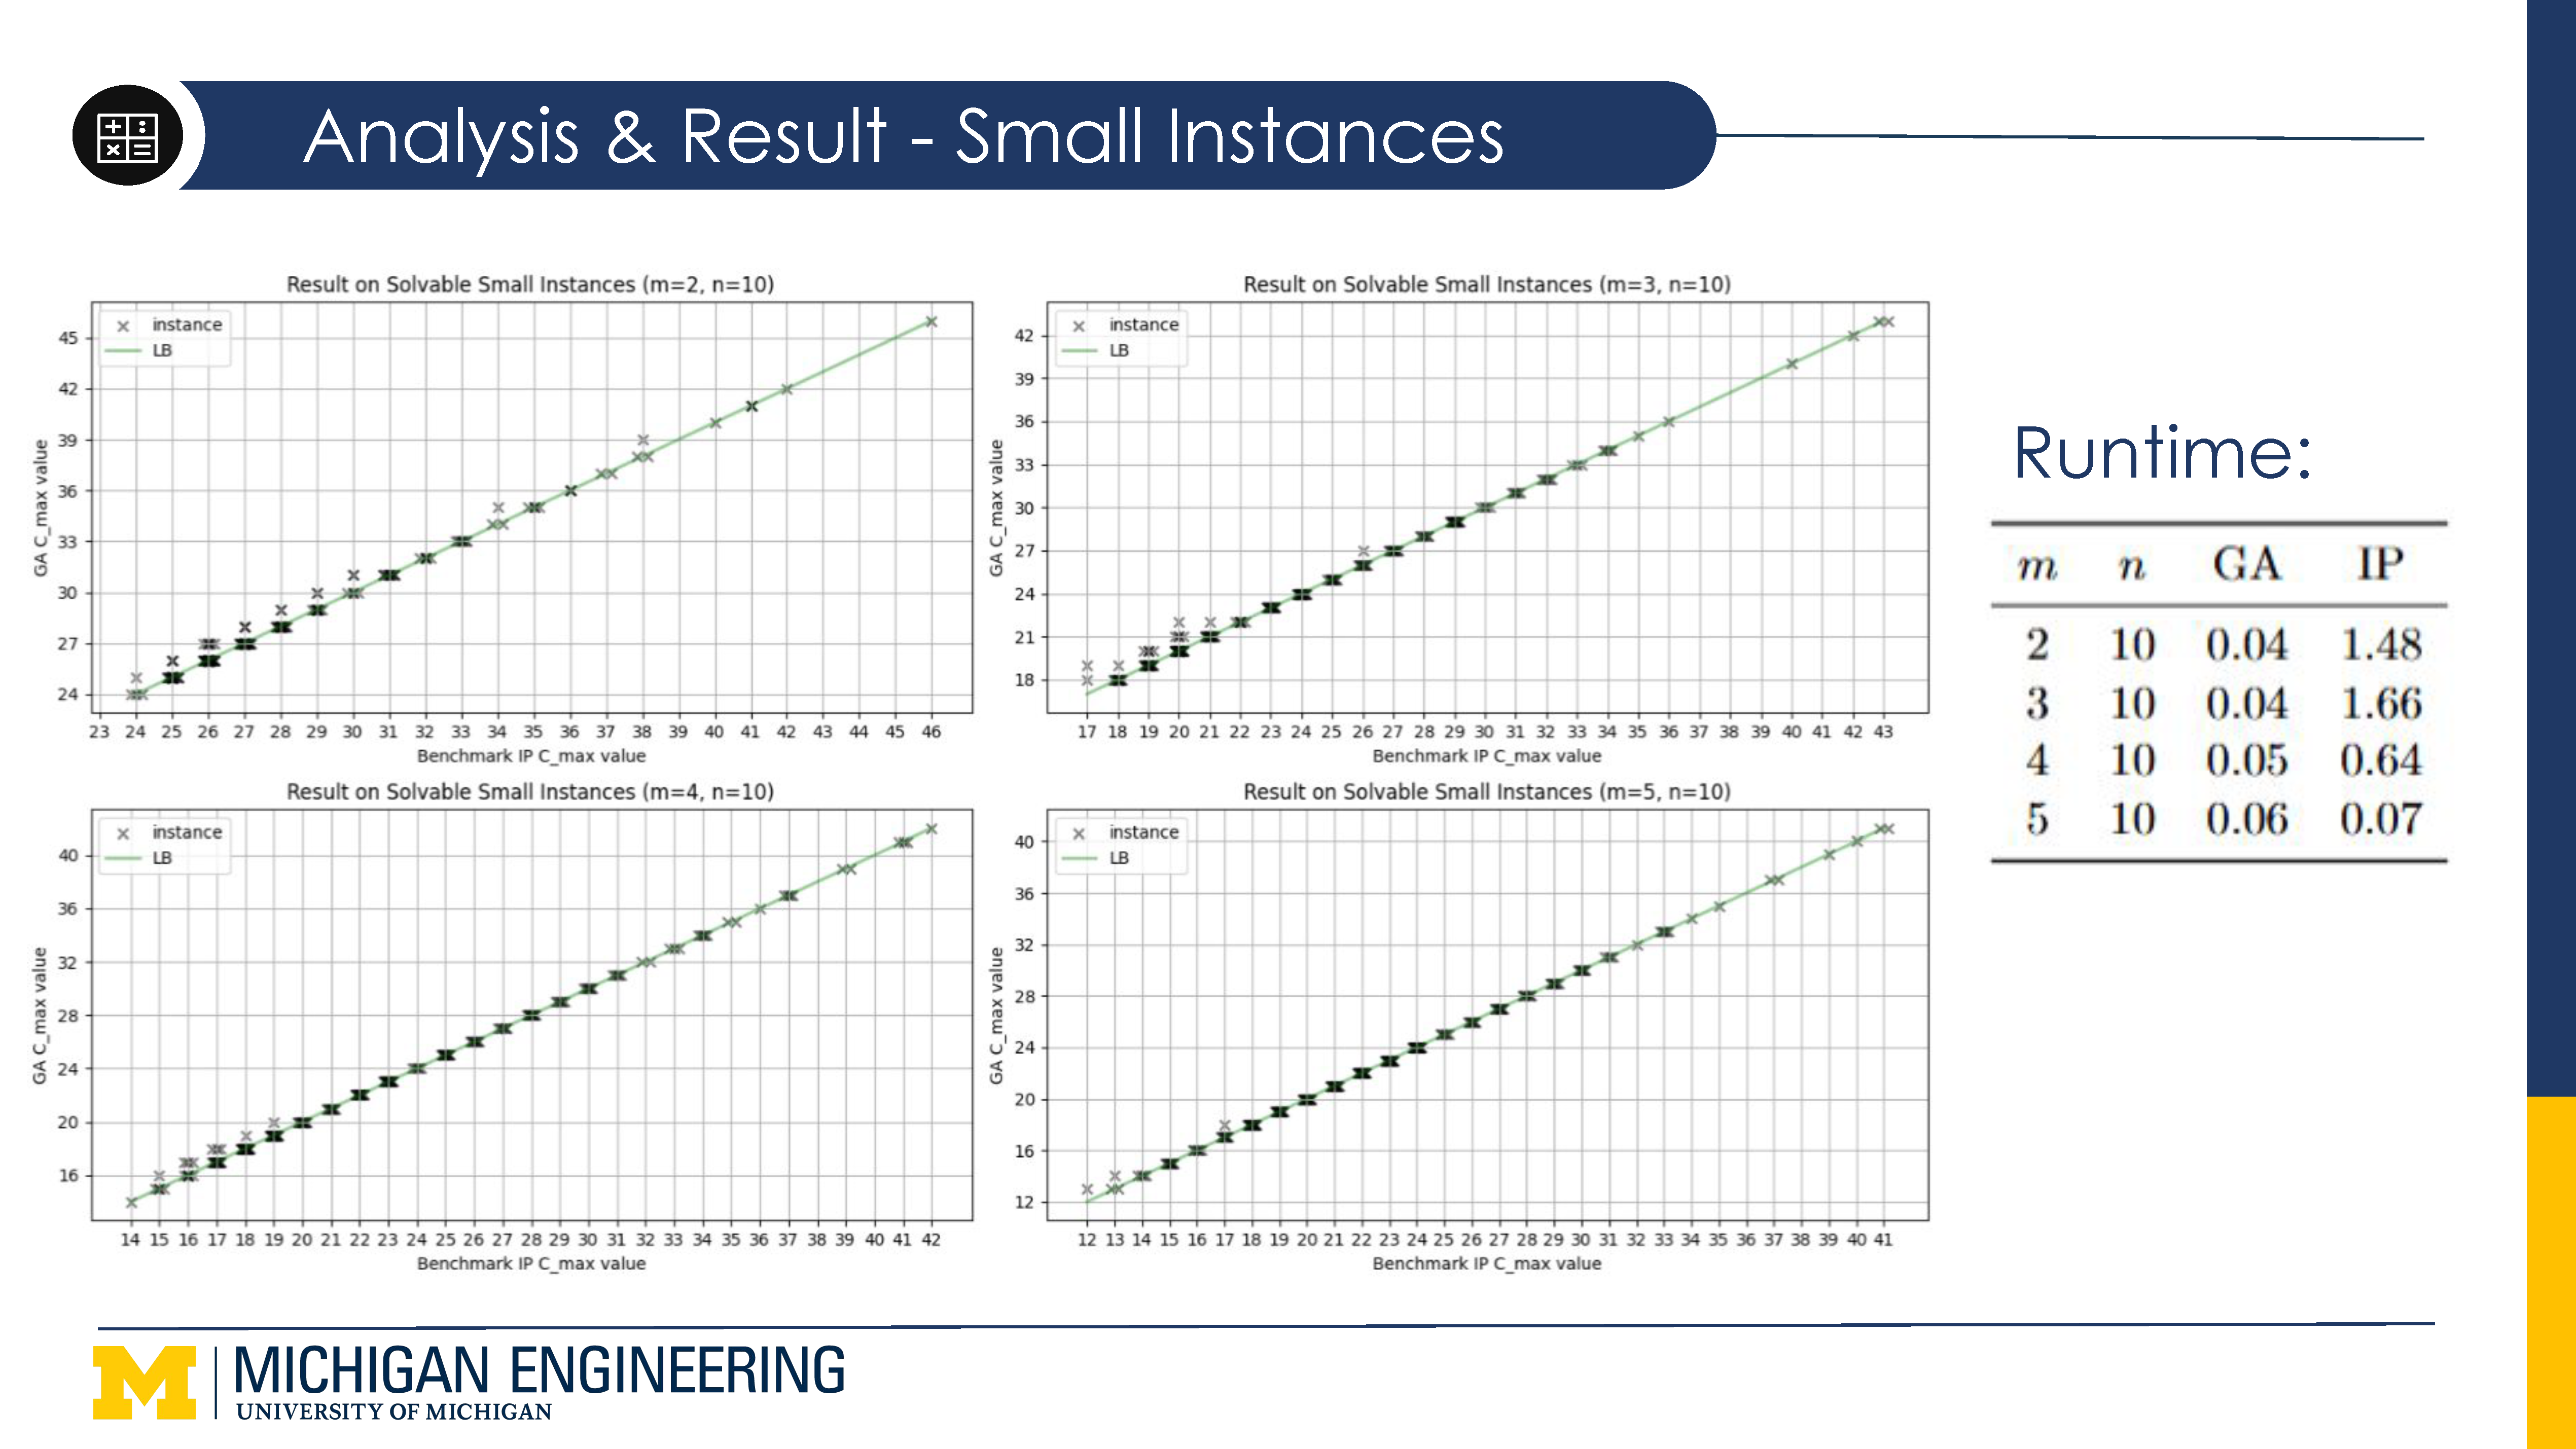 Analysis & Result - Small Instances
Result on Solvable Small Instances (m=2, n=10)
instance
LB
GA C_max value
45
42
39
36
33
30
27
24
23 24 25 26 27 28 29 30 31 32 33 34 35 36 37 38 39 40 41 42 43 44 45 46
Benchmark IP C_max value
Result on Solvable Small Instances (m=3, n=10)
instance
LB
GA C_max value
42
39
36
33
30
27
24
21
18
17 18 19 20 21 22 23 24 25 26 27 28 29 30 31 32 33 34 35 36 37 38 39 40 41 42 43
Benchmark IP C_max value
Result on Solvable Small Instances (m=4, n=10)
instance
LB
GA C_max value
40
36
32
28
24
20
16
14 15 16 17 18 19 20 21 22 23 24 25 26 27 28 29 30 31 32 33 34 35 36 37 38 39 40 41 42
Benchmark IP C_max value
Result on Solvable Small Instances (m=5, n=10)
instance
LB
GA C_max value
40
36
32
28
24
20
16
12
12 13 14 15 16 17 18 19 20 21 22 23 24 25 26 27 28 29 30 31 32 33 34 35 36 37 38 39 40 41
Benchmark IP C_max value
Runtime:
m n GA IP
2 10 0.04 1.48
3 10 0.04 1.66
4 10 0.05 0.64
5 10 0.06 0.07
M
MICHIGAN ENGINEERING
UNIVERSITY OF MICHIGAN